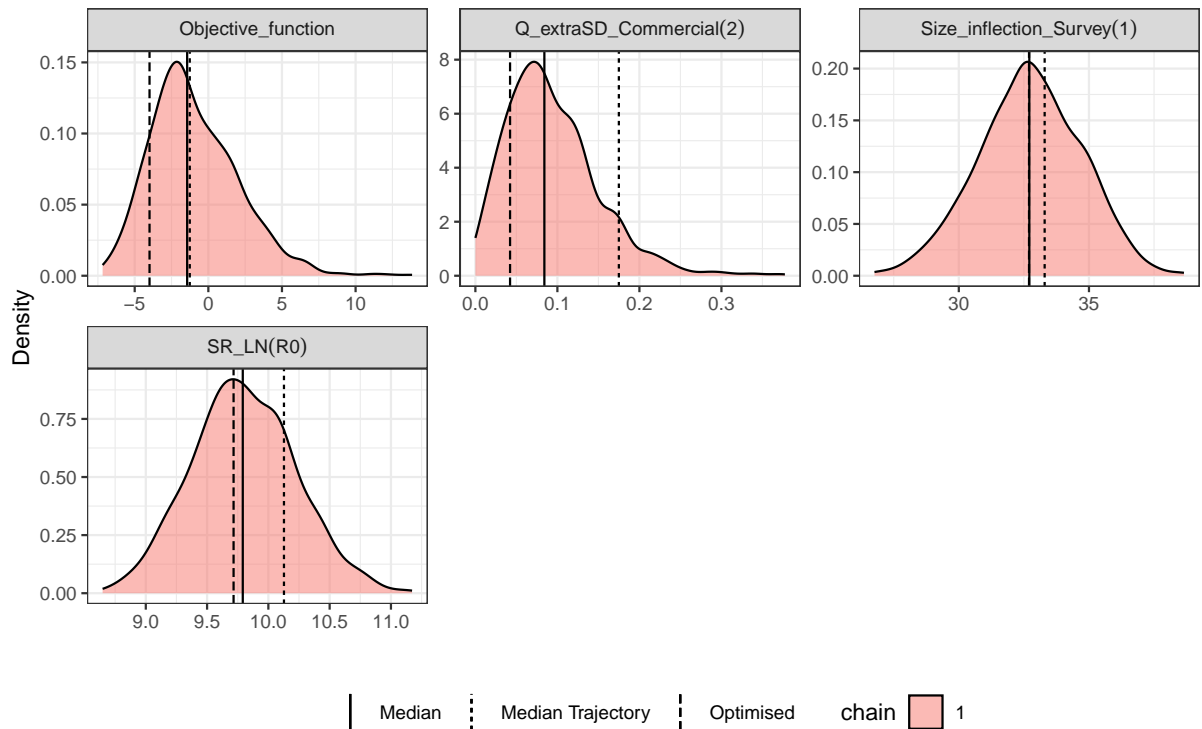 Objective_function
Q_extraSD_Commercial(2)
Size_inflection_Survey(1)
0.15
0.10
0.05
0.00
−5 0 5 10
8
6
4
2
0
0.0 0.1 0.2 0.3
0.20
0.15
0.10
0.05
0.00
30 35
Density
SR_LN(R0)
0.75
0.50
0.25
0.00
9.0 9.5 10.0 10.5 11.0
Median Median Trajectory Optimised chain 1